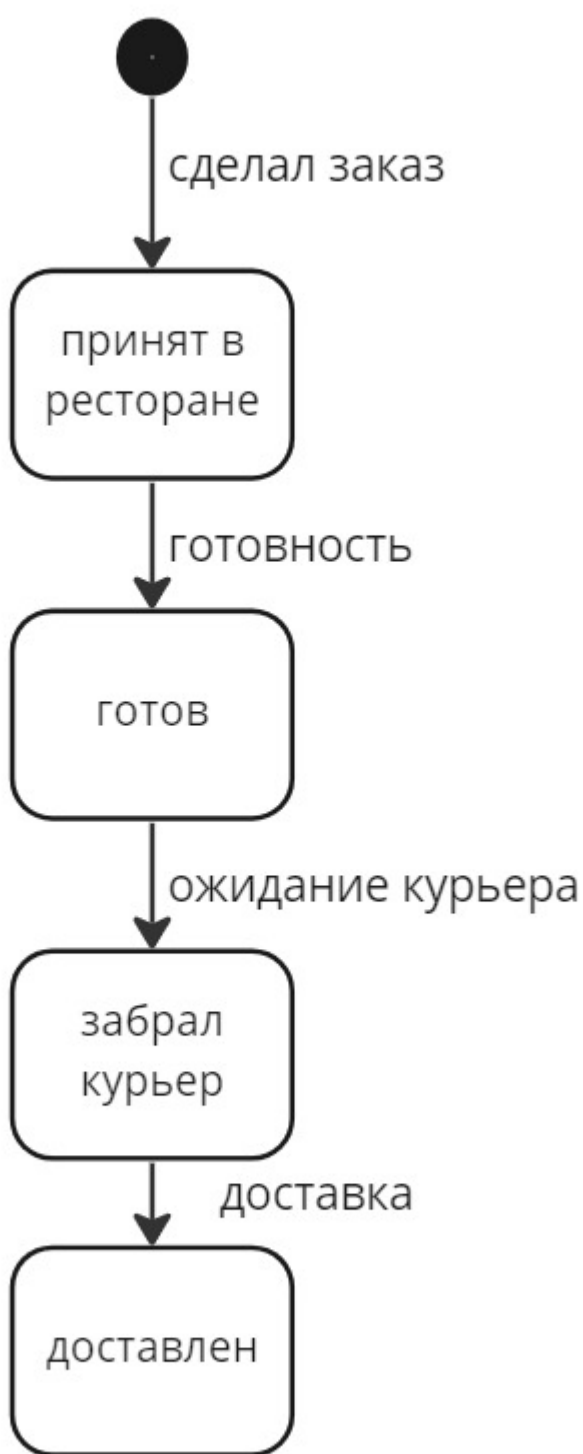 сделал заказ
принят в
ресторане
готовность
готов
ожидание курьера
забрал
курьер
доставка
доставлен